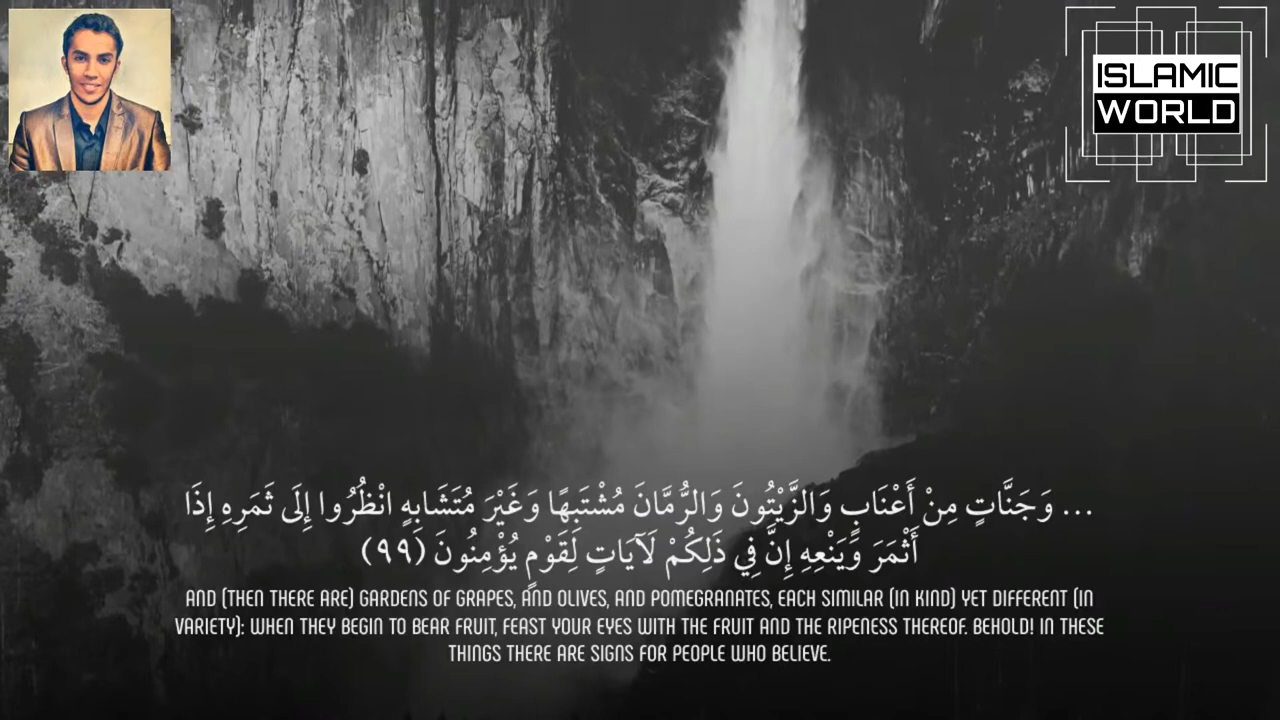 ISLAMIC
WORLD
... وَجَنَّاتٍ مِنْ أَعْنَابٍ وَالزَّيْتُونَ وَالرُّمَّانَ مُشْتَبِهًا وَغَيْرَ مُتَشَابِهٍ انْظُرُوا إِلَى ثَمَرِهِ إِذَا
أَثْمَرَ وَيَنْعِهِ إِنَّ فِي ذَلِكُمْ لَآيَاتٍ لِقَوْمٍ يُؤْمِنُونَ (٩٩)
AND (THEN THERE ARE) GARDENS OF GRAPES, AND OLIVES, AND POMEGRANATES, EACH SIMILAR (IN KIND) YET DIFFERENT (IN
VARIETY): WHEN THEY BEGIN TO BEAR FRUIT, FEAST YOUR EYES WITH THE FRUIT AND THE RIPENESS THEREOF. BEHOLD! IN THESE
THINGS THERE ARE SIGNS FOR PEOPLE WHO BELIEVE.